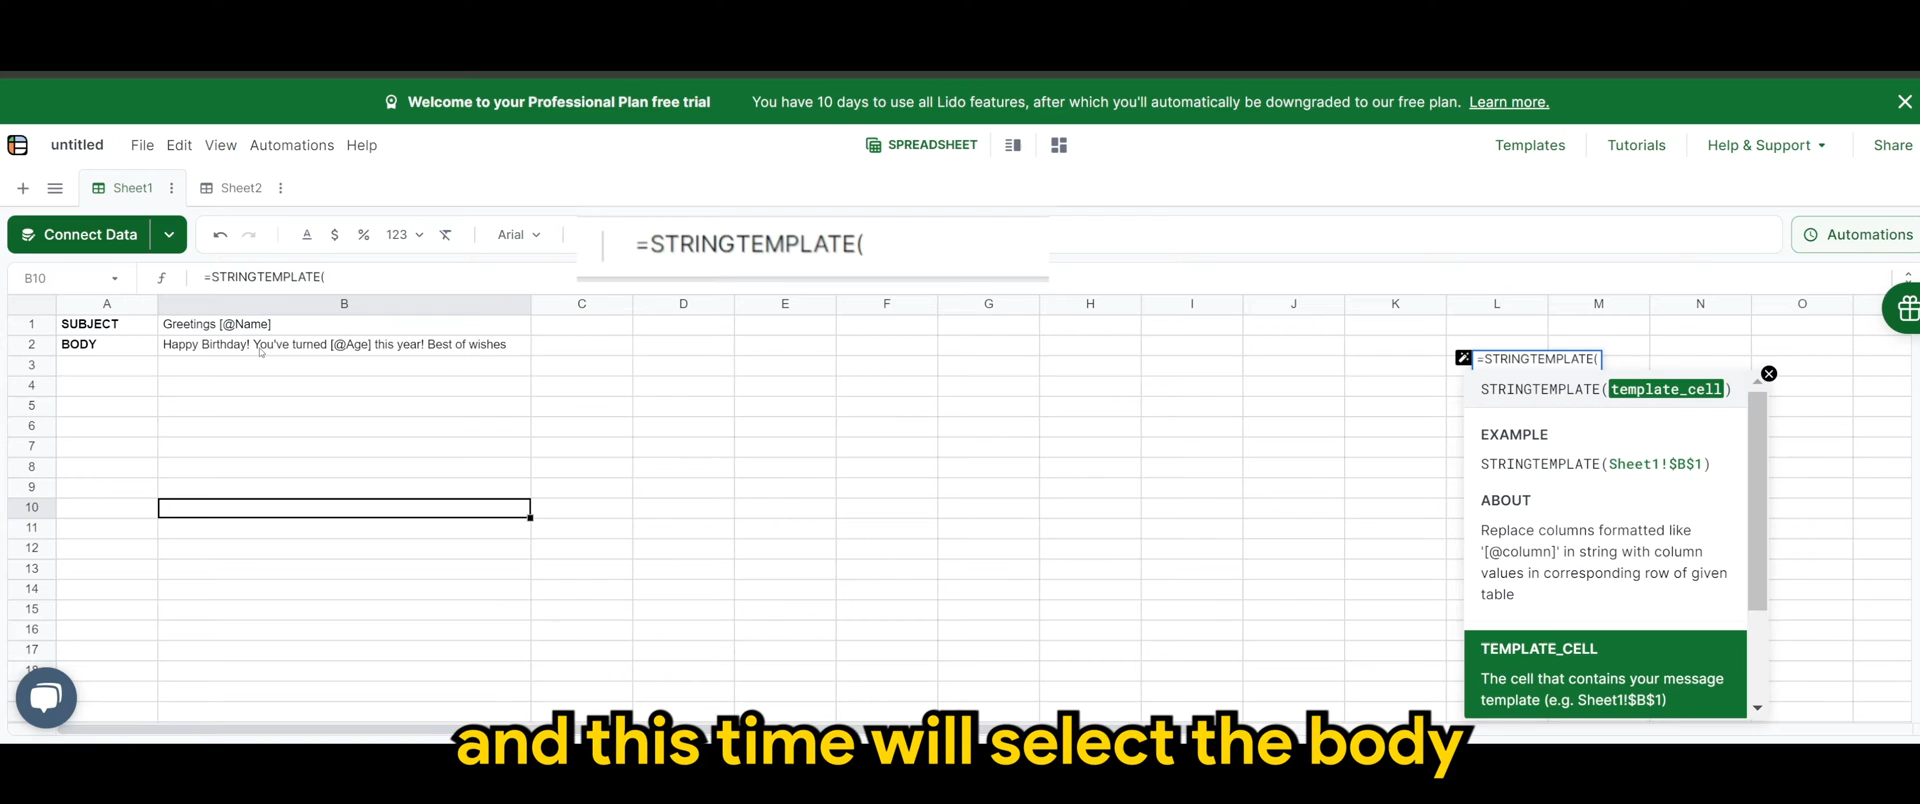 Welcome to your Professional Plan free trial You have 10 days to use all Lido features, after which you'll automatically be downgraded to our free plan. Learn more.
untitled File Edit View Automations Help SPREADSHEET Templates Tutorials Help & Support Share
Sheet1 Sheet2
Connect Data $ % 123 Arial =STRINGTEMPLATE( Automations
B10 =STRINGTEMPLATE(
A B C D E F G H I J K L M N O
1 SUBJECT Greetings [@Name]
2 BODY Happy Birthday! You've turned [@Age] this year! Best of wishes
3
4
5
6
7
8
9
10
11
12
13
14
15
16
17
18
=STRINGTEMPLATE(
STRINGTEMPLATE(template_cell)
EXAMPLE
STRINGTEMPLATE(Sheet1!$B$1)
ABOUT
Replace columns formatted like
'[@column]' in string with column
values in corresponding row of given
table
TEMPLATE_CELL
The cell that contains your message
template (e.g. Sheet1!$B$1)
and this time will select the body